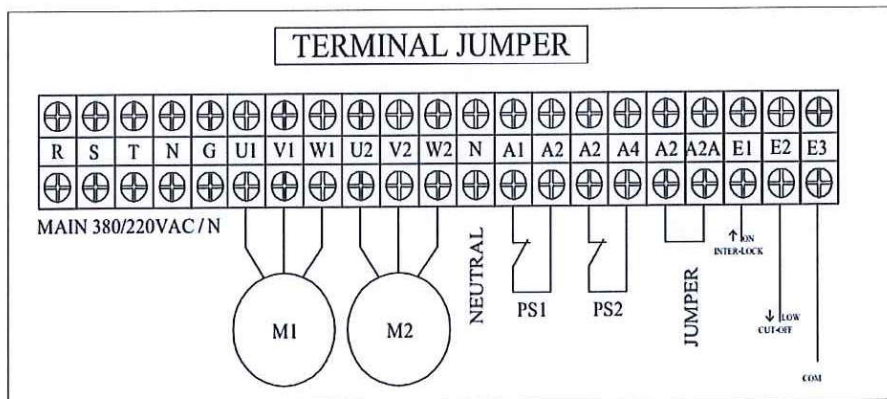 TERMINAL JUMPER
R S T N G U1 V1 W1 U2 V2 W2 N A1 A2 A2 A4 A2 A2A E1 E2 E3
MAIN 380/220VAC / N
NEUTRAL
JUMPER
↑ ON
INTER-LOCK
PS1
PS2
↓ LOW
CUT-OFF
M1
M2
COM